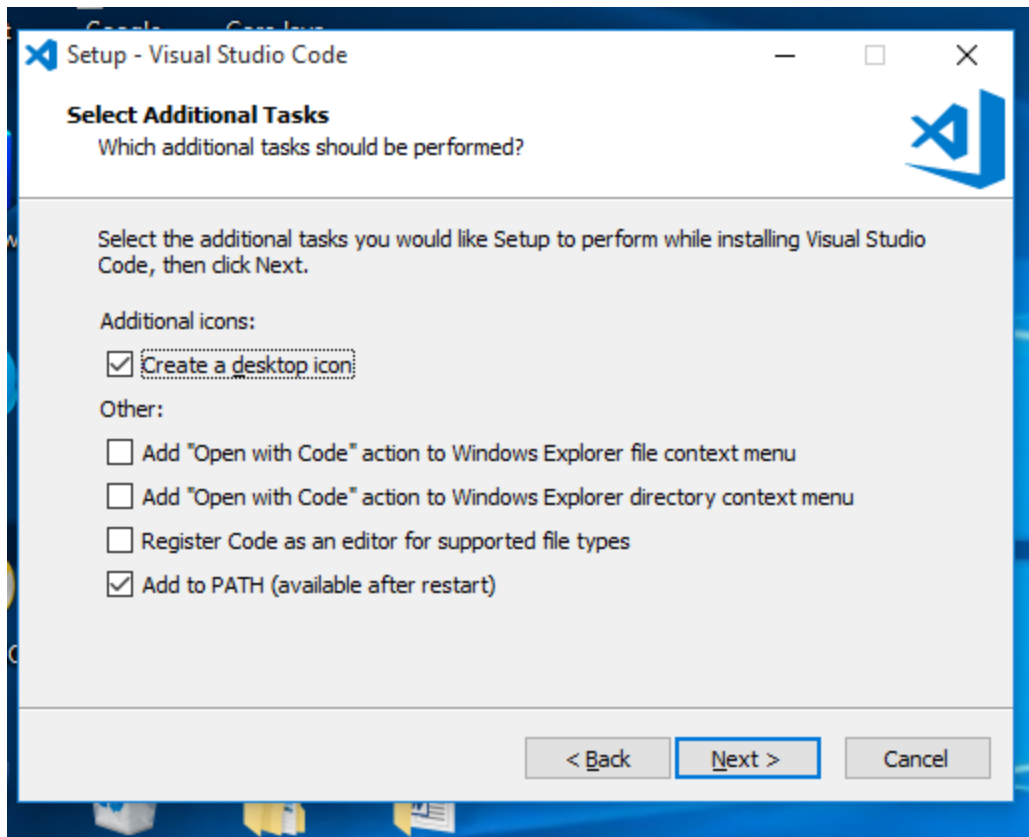 Setup - Visual Studio Code
Select Additional Tasks
Which additional tasks should be performed?
Select the additional tasks you would like Setup to perform while installing Visual Studio
Code, then click Next.
Additional icons:
Create a desktop icon
Other:
Add "Open with Code" action to Windows Explorer file context menu
Add "Open with Code" action to Windows Explorer directory context menu
Register Code as an editor for supported file types
Add to PATH (available after restart)
< Back
Next >
Cancel